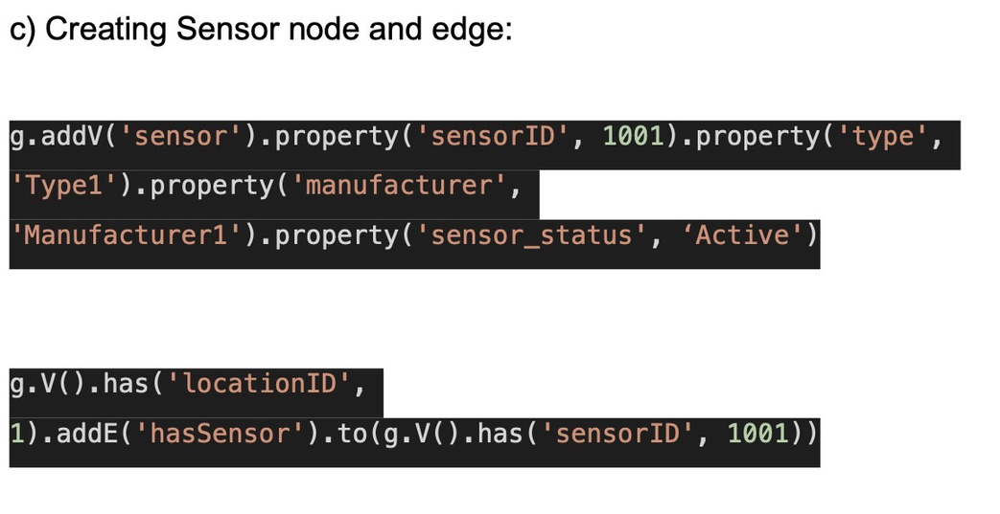 c) Creating Sensor node and edge:
g.addV('sensor').property('sensorID', 1001).property('type',
'Type1').property('manufacturer',
'Manufacturer1').property('sensor_status', ‘Active')
g.V().has('locationID',
1).addE('hasSensor').to(g.V().has('sensorID', 1001))